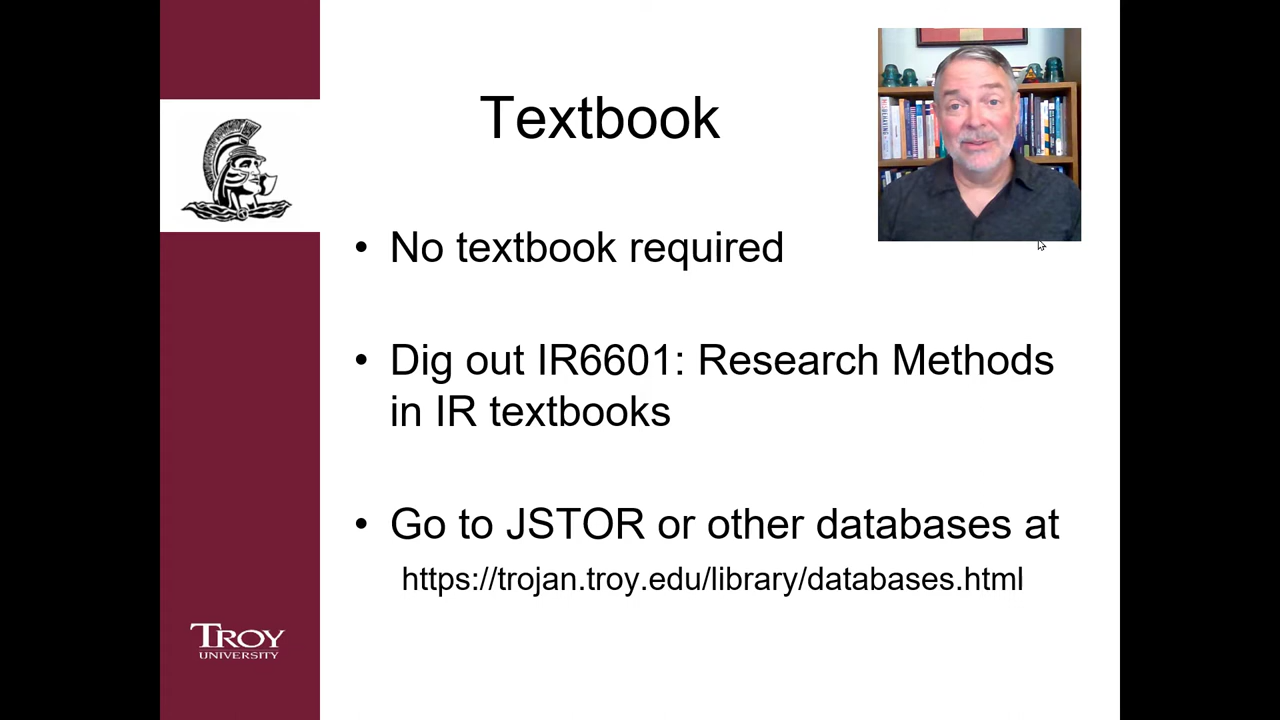 Textbook
• No textbook required
• Dig out IR6601: Research Methods
in IR textbooks
• Go to JSTOR or other databases at
https://trojan.troy.edu/library/databases.html
TROY
UNIVERSITY